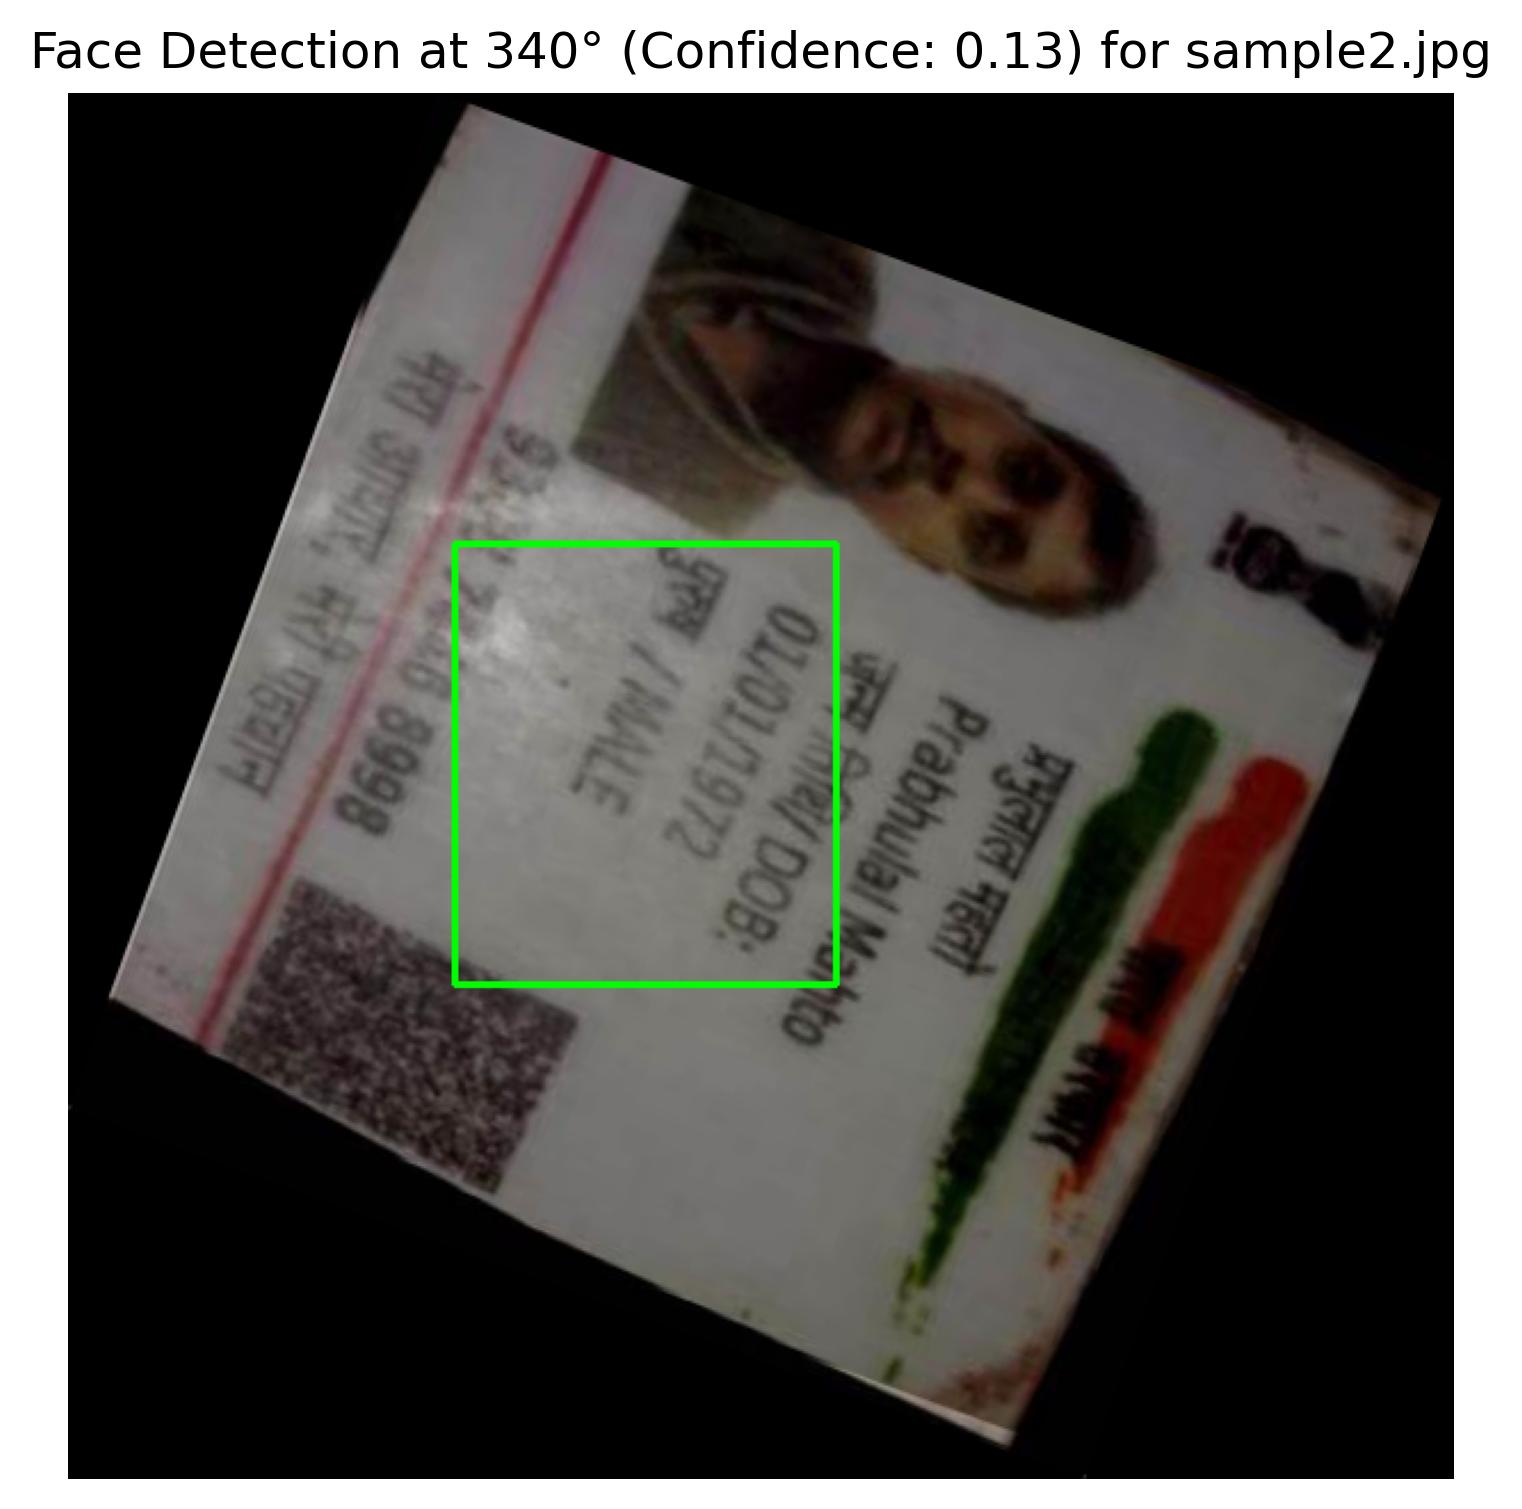 Face Detection at 340° (Confidence: 0.13) for sample2.jpg
प्रभुलाल महतो
Prabhulal Mahto
जन्म तिथि/ DOB:
01/01/1972
पुरुष / MALE
8998
मेरा आधार, मेरी पहचान